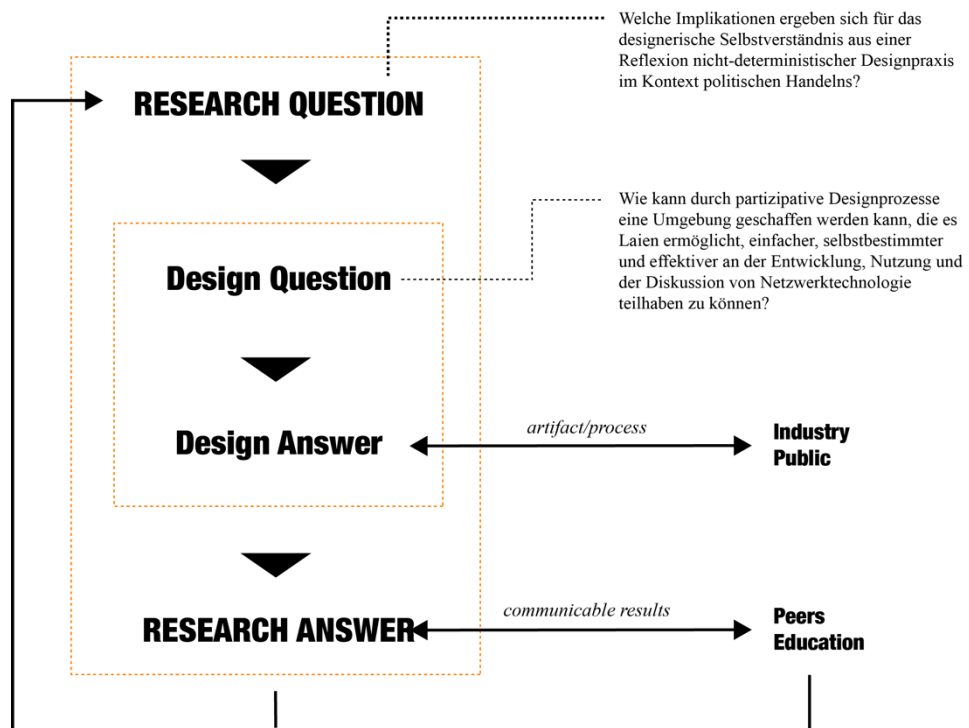 Welche Implikationen ergeben sich für das
designerische Selbstverständnis aus einer
Reflexion nicht-deterministischer Designpraxis
im Kontext politischen Handelns?
RESEARCH QUESTION
Wie kann durch partizipative Designprozesse
eine Umgebung geschaffen werden kann, die es
Laien ermöglicht, einfacher, selbstbestimmter
und effektiver an der Entwicklung, Nutzung und
der Diskussion von Netzwerktechnologie
teilhaben zu können?
Design Question
Design Answer
artifact/process
Industry
Public
RESEARCH ANSWER
communicable results
Peers
Education